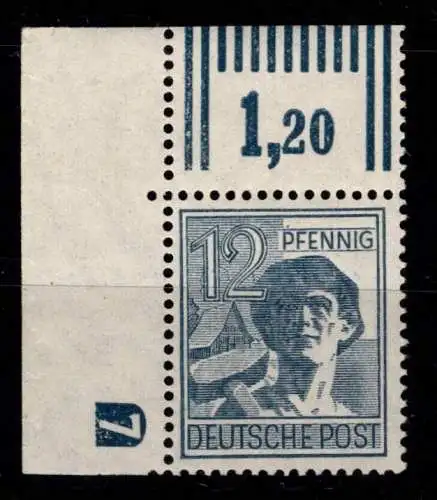 1,20
12 PFENNIG
DEUTSCHE POST